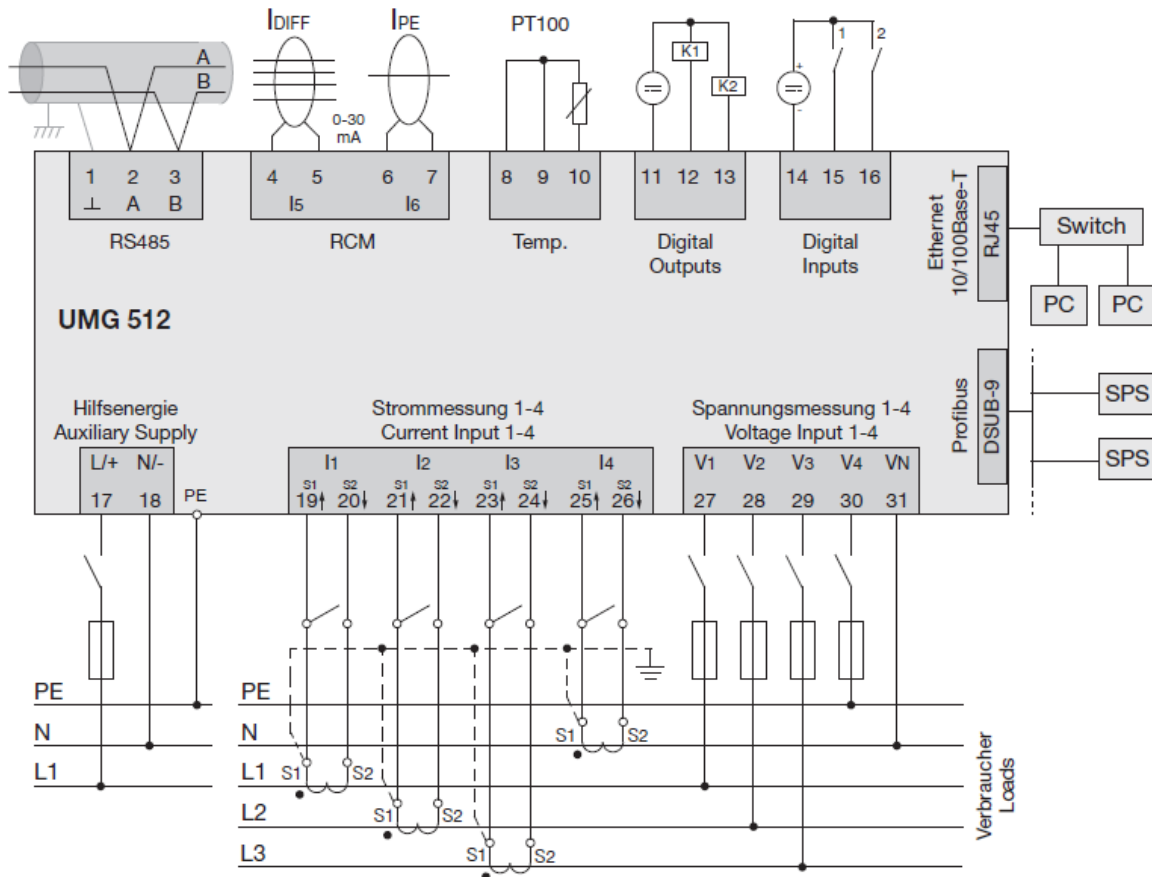 IDIFF IPE PT100
A
B
0-30
mA
K1
K2
+
-
1 2
1 2 3
⊥ A B
RS485
4 5 6 7
I5 I6
RCM
8 9 10
Temp.
11 12 13
Digital
Outputs
14 15 16
Digital
Inputs
Ethernet
10/100Base-T
RJ45
Switch
PC PC
UMG 512
Profibus
DSUB-9
SPS
SPS
Hilfsenergie
Auxiliary Supply
L/+ N/-
17 18
PE
Strommessung 1-4
Current Input 1-4
I1 I2 I3 I4
S1 S2 S1 S2 S1 S2 S1 S2
19 20 21 22 23 24 25 26
Spannungsmessung 1-4
Voltage Input 1-4
V1 V2 V3 V4 VN
27 28 29 30 31
PE
N
L1
PE
N
L1
L2
L3
S1 S2
S1 S2
S1 S2
S1 S2
Verbraucher
Loads